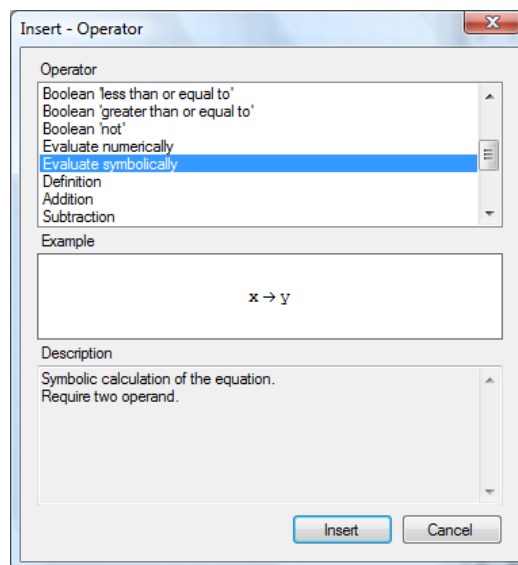 Insert - Operator
Operator
Boolean 'less than or equal to'
Boolean 'greater than or equal to'
Boolean 'not'
Evaluate numerically
Evaluate symbolically
Definition
Addition
Subtraction
Example
x → y
Description
Symbolic calculation of the equation.
Require two operand.
Insert
Cancel